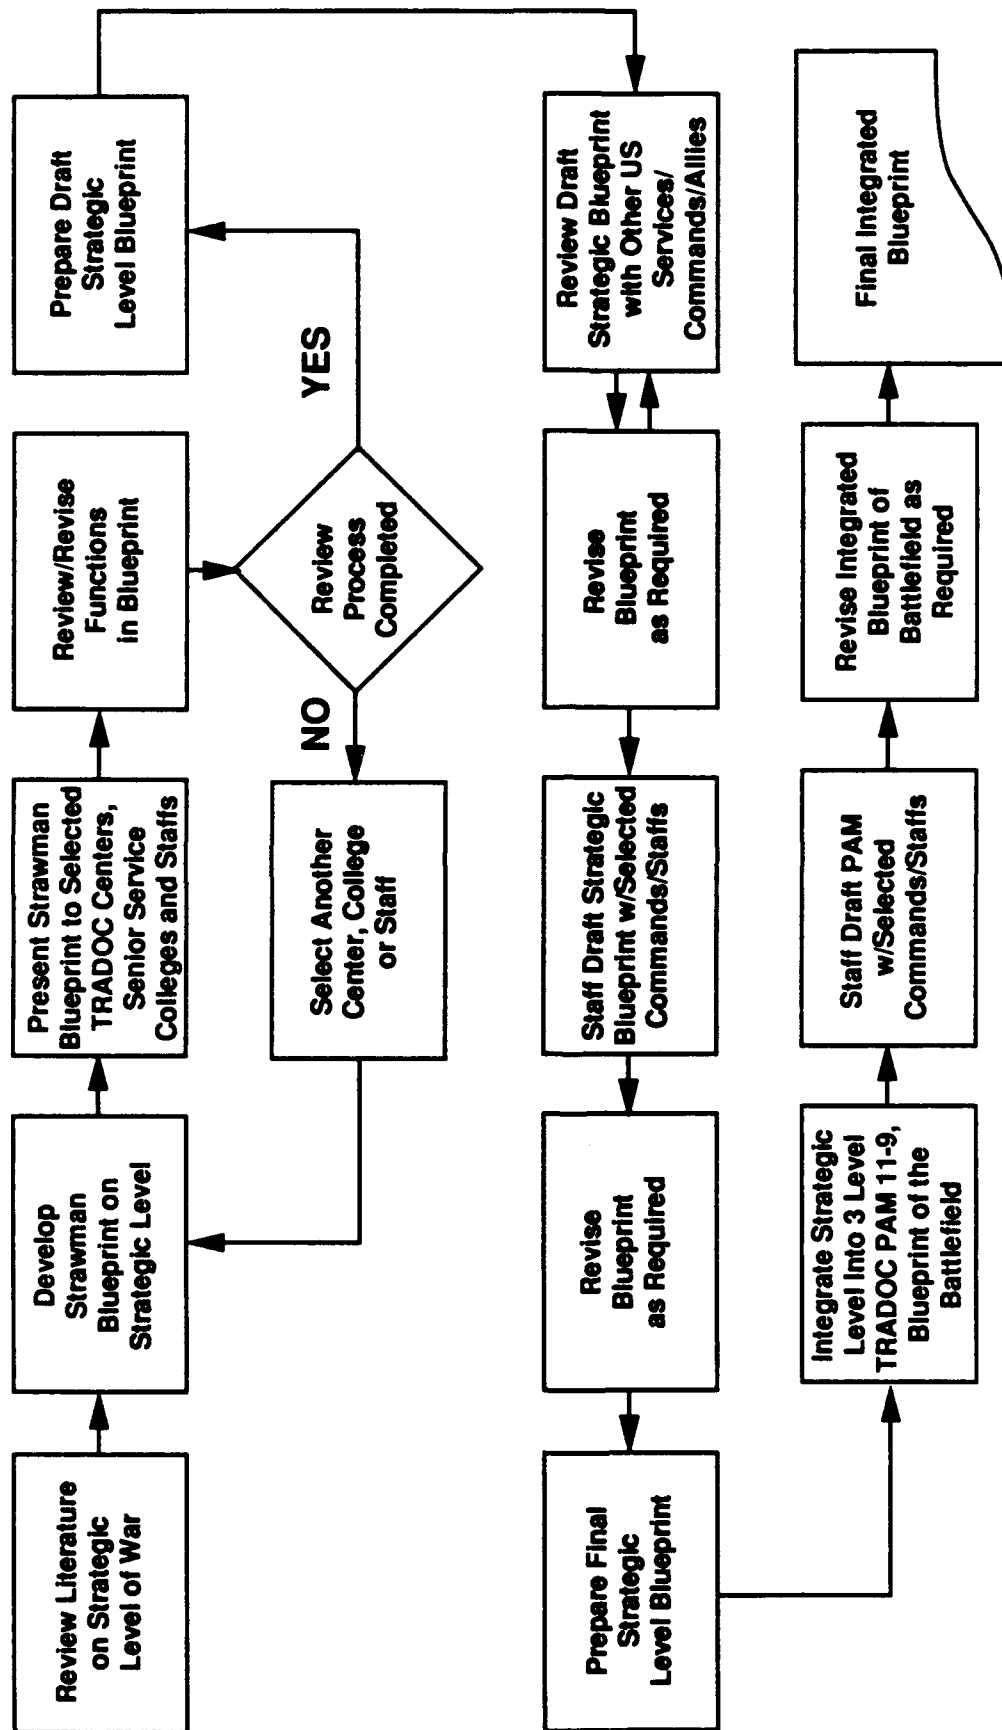 Review Literature
on Strategic
Level of War
Develop
Strawman
Blueprint on
Strategic Level
Present Strawman
Blueprint to Selected
TRADOC Centers,
Senior Service
Colleges and Staffs
Review/Revise
Functions
in Blueprint
Prepare Draft
Strategic
Level Blueprint
Select Another
Center, College
or Staff
NO
Review
Process
Completed
YES
Prepare Final
Strategic
Level Blueprint
Revise
Blueprint
as Required
Staff Draft Strategic
Blueprint w/Selected
Commands/Staffs
Revise
Blueprint
as Required
Review Draft
Strategic Blueprint
with Other US
Services/
Commands/Allies
Integrate Strategic
Level Into 3 Level
TRADOC PAM 11-9,
Blueprint of the
Battlefield
Staff Draft PAM
w/Selected
Commands/Staffs
Revise Integrated
Blueprint of
Battlefield as
Required
Final Integrated
Blueprint